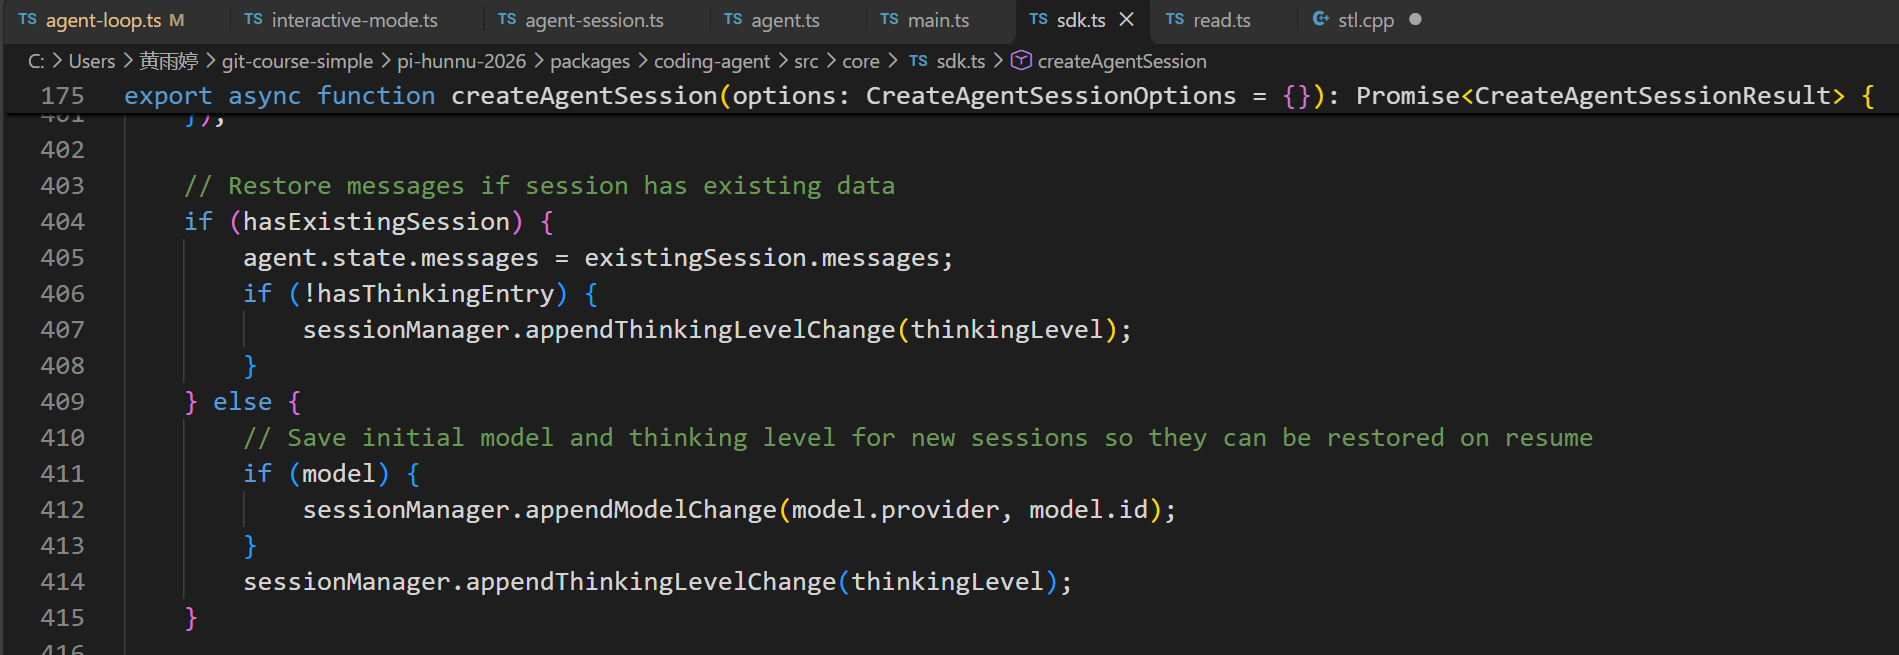 TS agent-loop.ts M TS interactive-mode.ts TS agent-session.ts TS agent.ts TS main.ts TS sdk.ts TS read.ts stl.cpp
C: > Users > 黄雨婷 > git-course-simple > pi-hunnu-2026 > packages > coding-agent > src > core > TS sdk.ts > createAgentSession
175 export async function createAgentSession(options: CreateAgentSessionOptions = {}): Promise<CreateAgentSessionResult> {
401 });
402
403 // Restore messages if session has existing data
404 if (hasExistingSession) {
405 agent.state.messages = existingSession.messages;
406 if (!hasThinkingEntry) {
407 sessionManager.appendThinkingLevelChange(thinkingLevel);
408 }
409 } else {
410 // Save initial model and thinking level for new sessions so they can be restored on resume
411 if (model) {
412 sessionManager.appendModelChange(model.provider, model.id);
413 }
414 sessionManager.appendThinkingLevelChange(thinkingLevel);
415 }
416